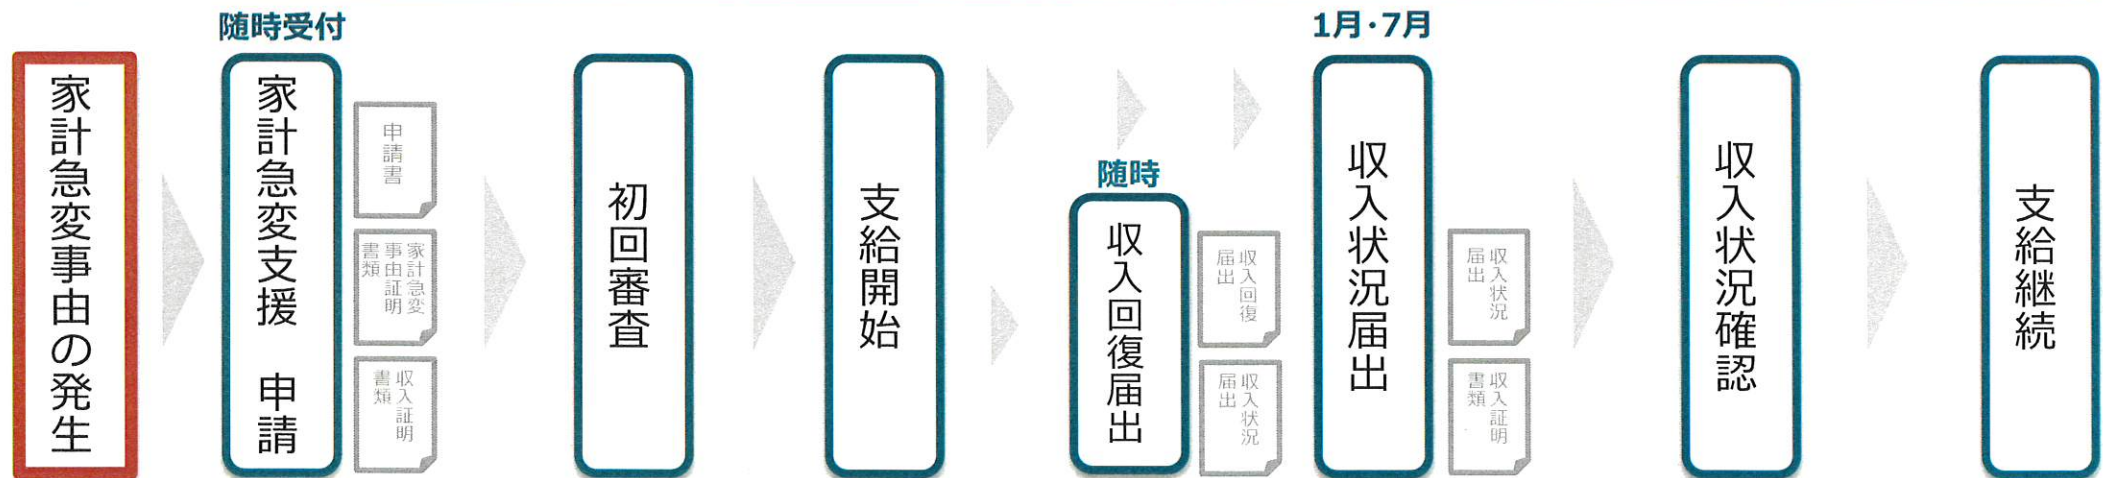 家計急変事由の発生
随時受付
家計急変支援 申請
申請書
家計急変
事由証明
書類
収入証明
書類
初回審査
支給開始
随時
収入回復届出
収入回復
届出
収入状況
届出
1月・7月
収入状況届出
収入状況
届出
収入証明
書類
収入状況確認
支給継続